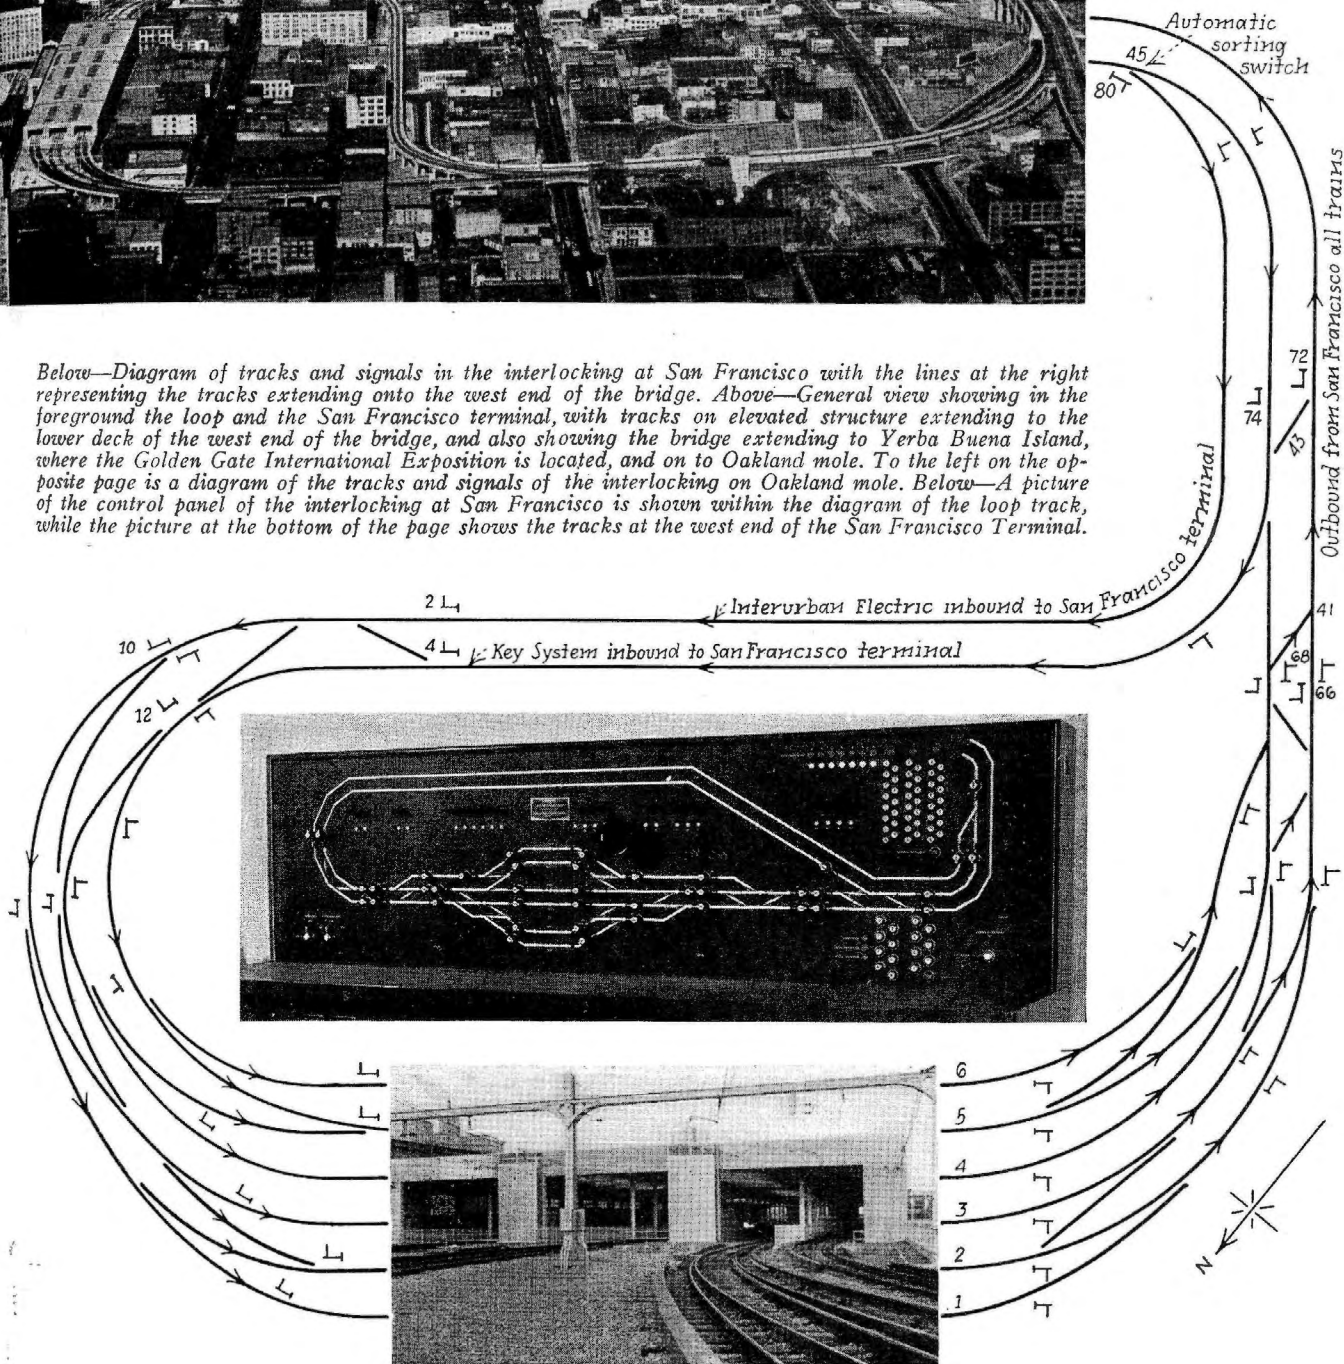 Automatic
sorting
switch
45
80
Outbound from San Francisco all trains
Below—Diagram of tracks and signals in the interlocking at San Francisco with the lines at the right
representing the tracks extending onto the west end of the bridge. Above—General view showing in the
foreground the loop and the San Francisco terminal, with tracks on elevated structure extending to the
lower deck of the west end of the bridge, and also showing the bridge extending to Yerba Buena Island,
where the Golden Gate International Exposition is located, and on to Oakland mole. To the left on the op-
posite page is a diagram of the tracks and signals of the interlocking on Oakland mole. Below—A picture
of the control panel of the interlocking at San Francisco is shown within the diagram of the loop track,
while the picture at the bottom of the page shows the tracks at the west end of the San Francisco Terminal.
72
74
43
2
Interurban Electric inbound to San Francisco terminal
41
10
4
Key System inbound to San Francisco terminal
68
66
12
6
5
4
3
2
1
N